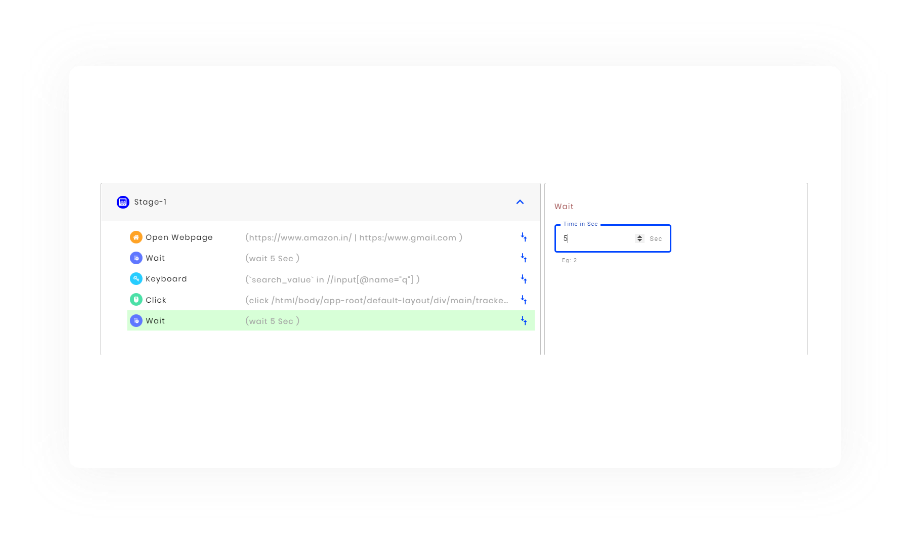 Stage-1
Open Webpage (https://www.amazon.in/ | https:/www.gmail.com )
Wait (wait 5 Sec )
Keyboard (`search_value` in //input[@name="q"] )
Click (click /html/body/app-root/default-layout/div/main/tracke...
Wait (wait 5 Sec )
Wait
Time in Sec
5 Sec
Eg: 2